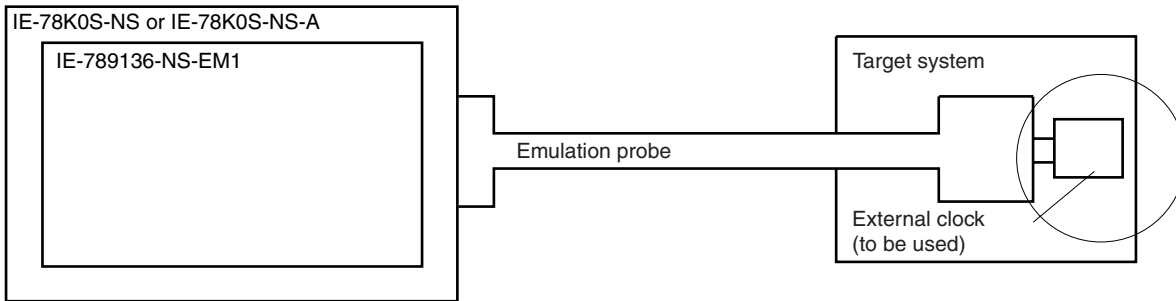 IE-78K0S-NS or IE-78K0S-NS-A
IE-789136-NS-EM1
Target system
Emulation probe
External clock
(to be used)